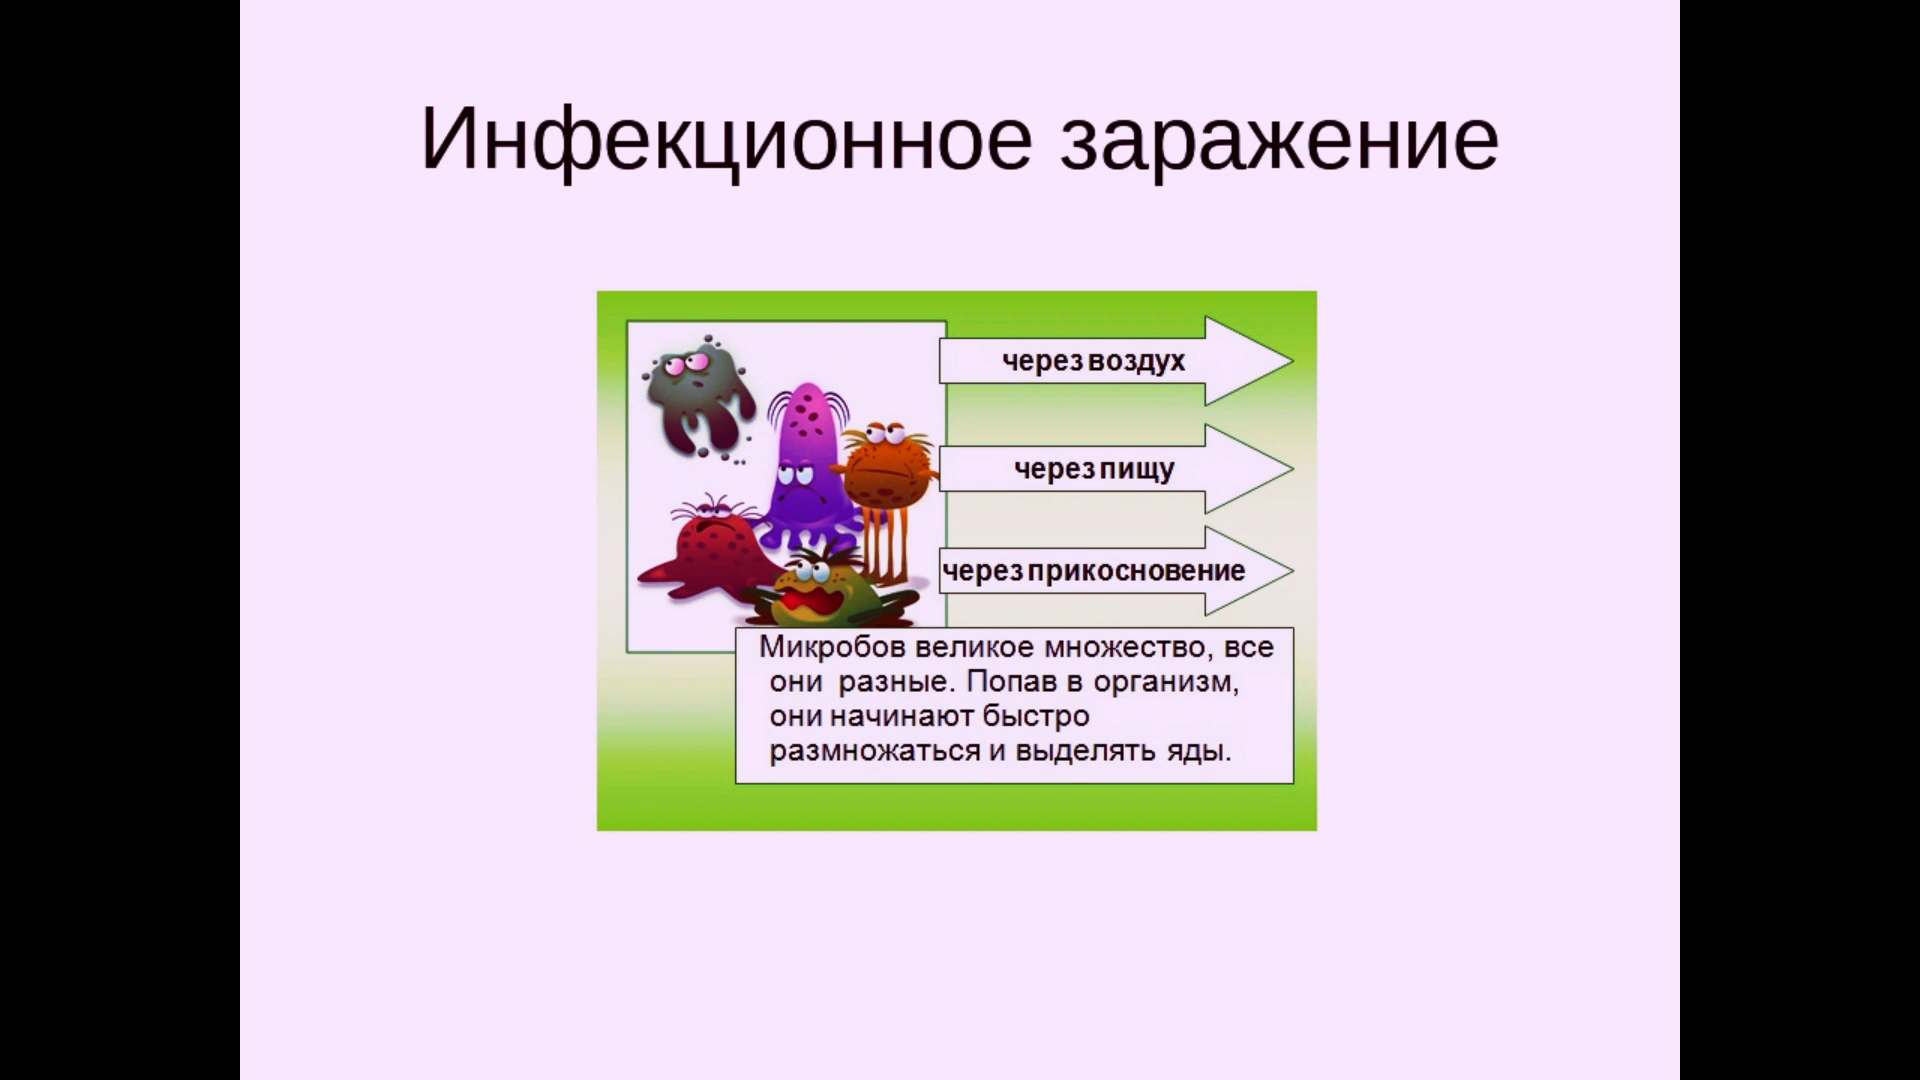 Инфекционное заражение
через воздух
через пищу
через прикосновение
Микробов великое множество, все
они разные. Попав в организм,
они начинают быстро
размножаться и выделять яды.